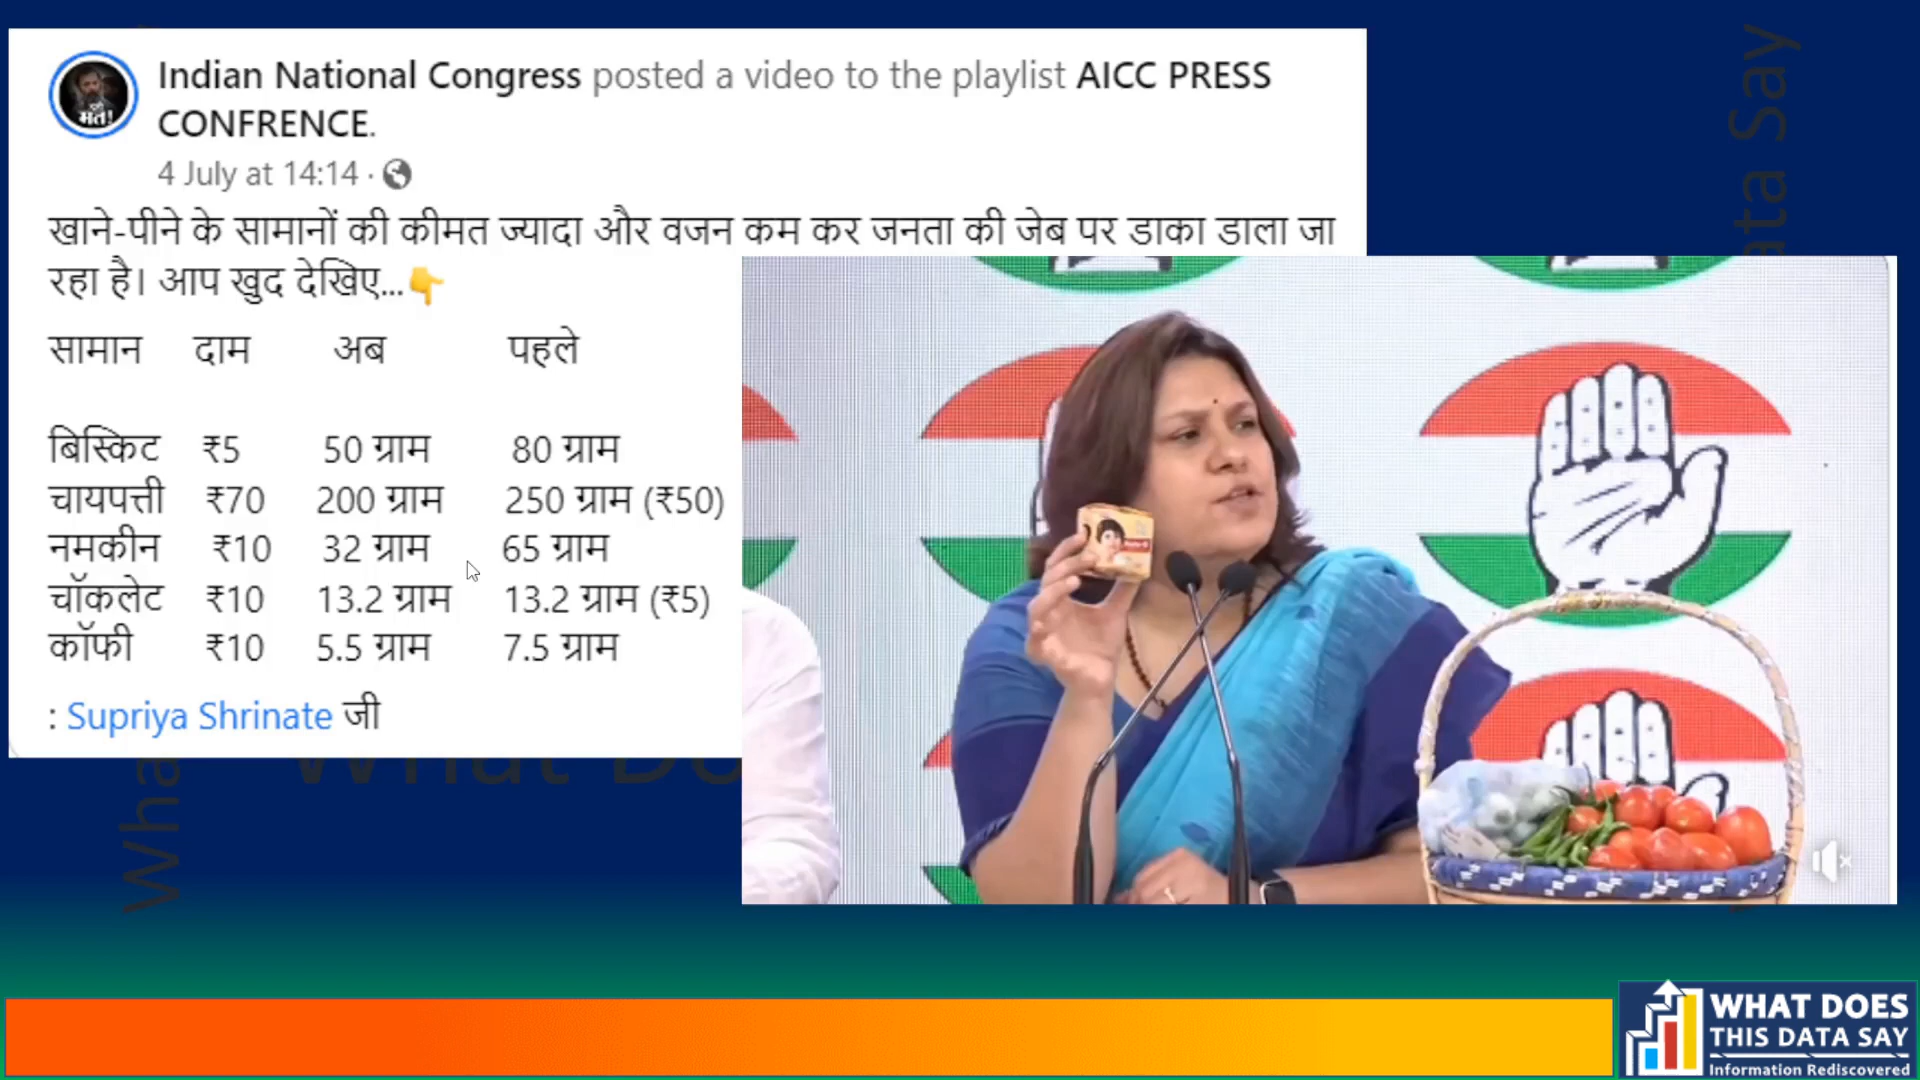 Indian National Congress posted a video to the playlist AICC PRESS
CONFRENCE.
4 July at 14:14 ·
खाने-पीने के सामानों की कीमत ज्यादा और वजन कम कर जनता की जेब पर डाका डाला जा
रहा है। आप खुद देखिए...👇
सामान दाम अब पहले
बिस्किट ₹5 50 ग्राम 80 ग्राम
चायपत्ती ₹70 200 ग्राम 250 ग्राम (₹50)
नमकीन ₹10 32 ग्राम 65 ग्राम
चॉकलेट ₹10 13.2 ग्राम 13.2 ग्राम (₹5)
कॉफी ₹10 5.5 ग्राम 7.5 ग्राम
: Supriya Shrinate जी
WHAT DOES
THIS DATA SAY
Information Rediscovered